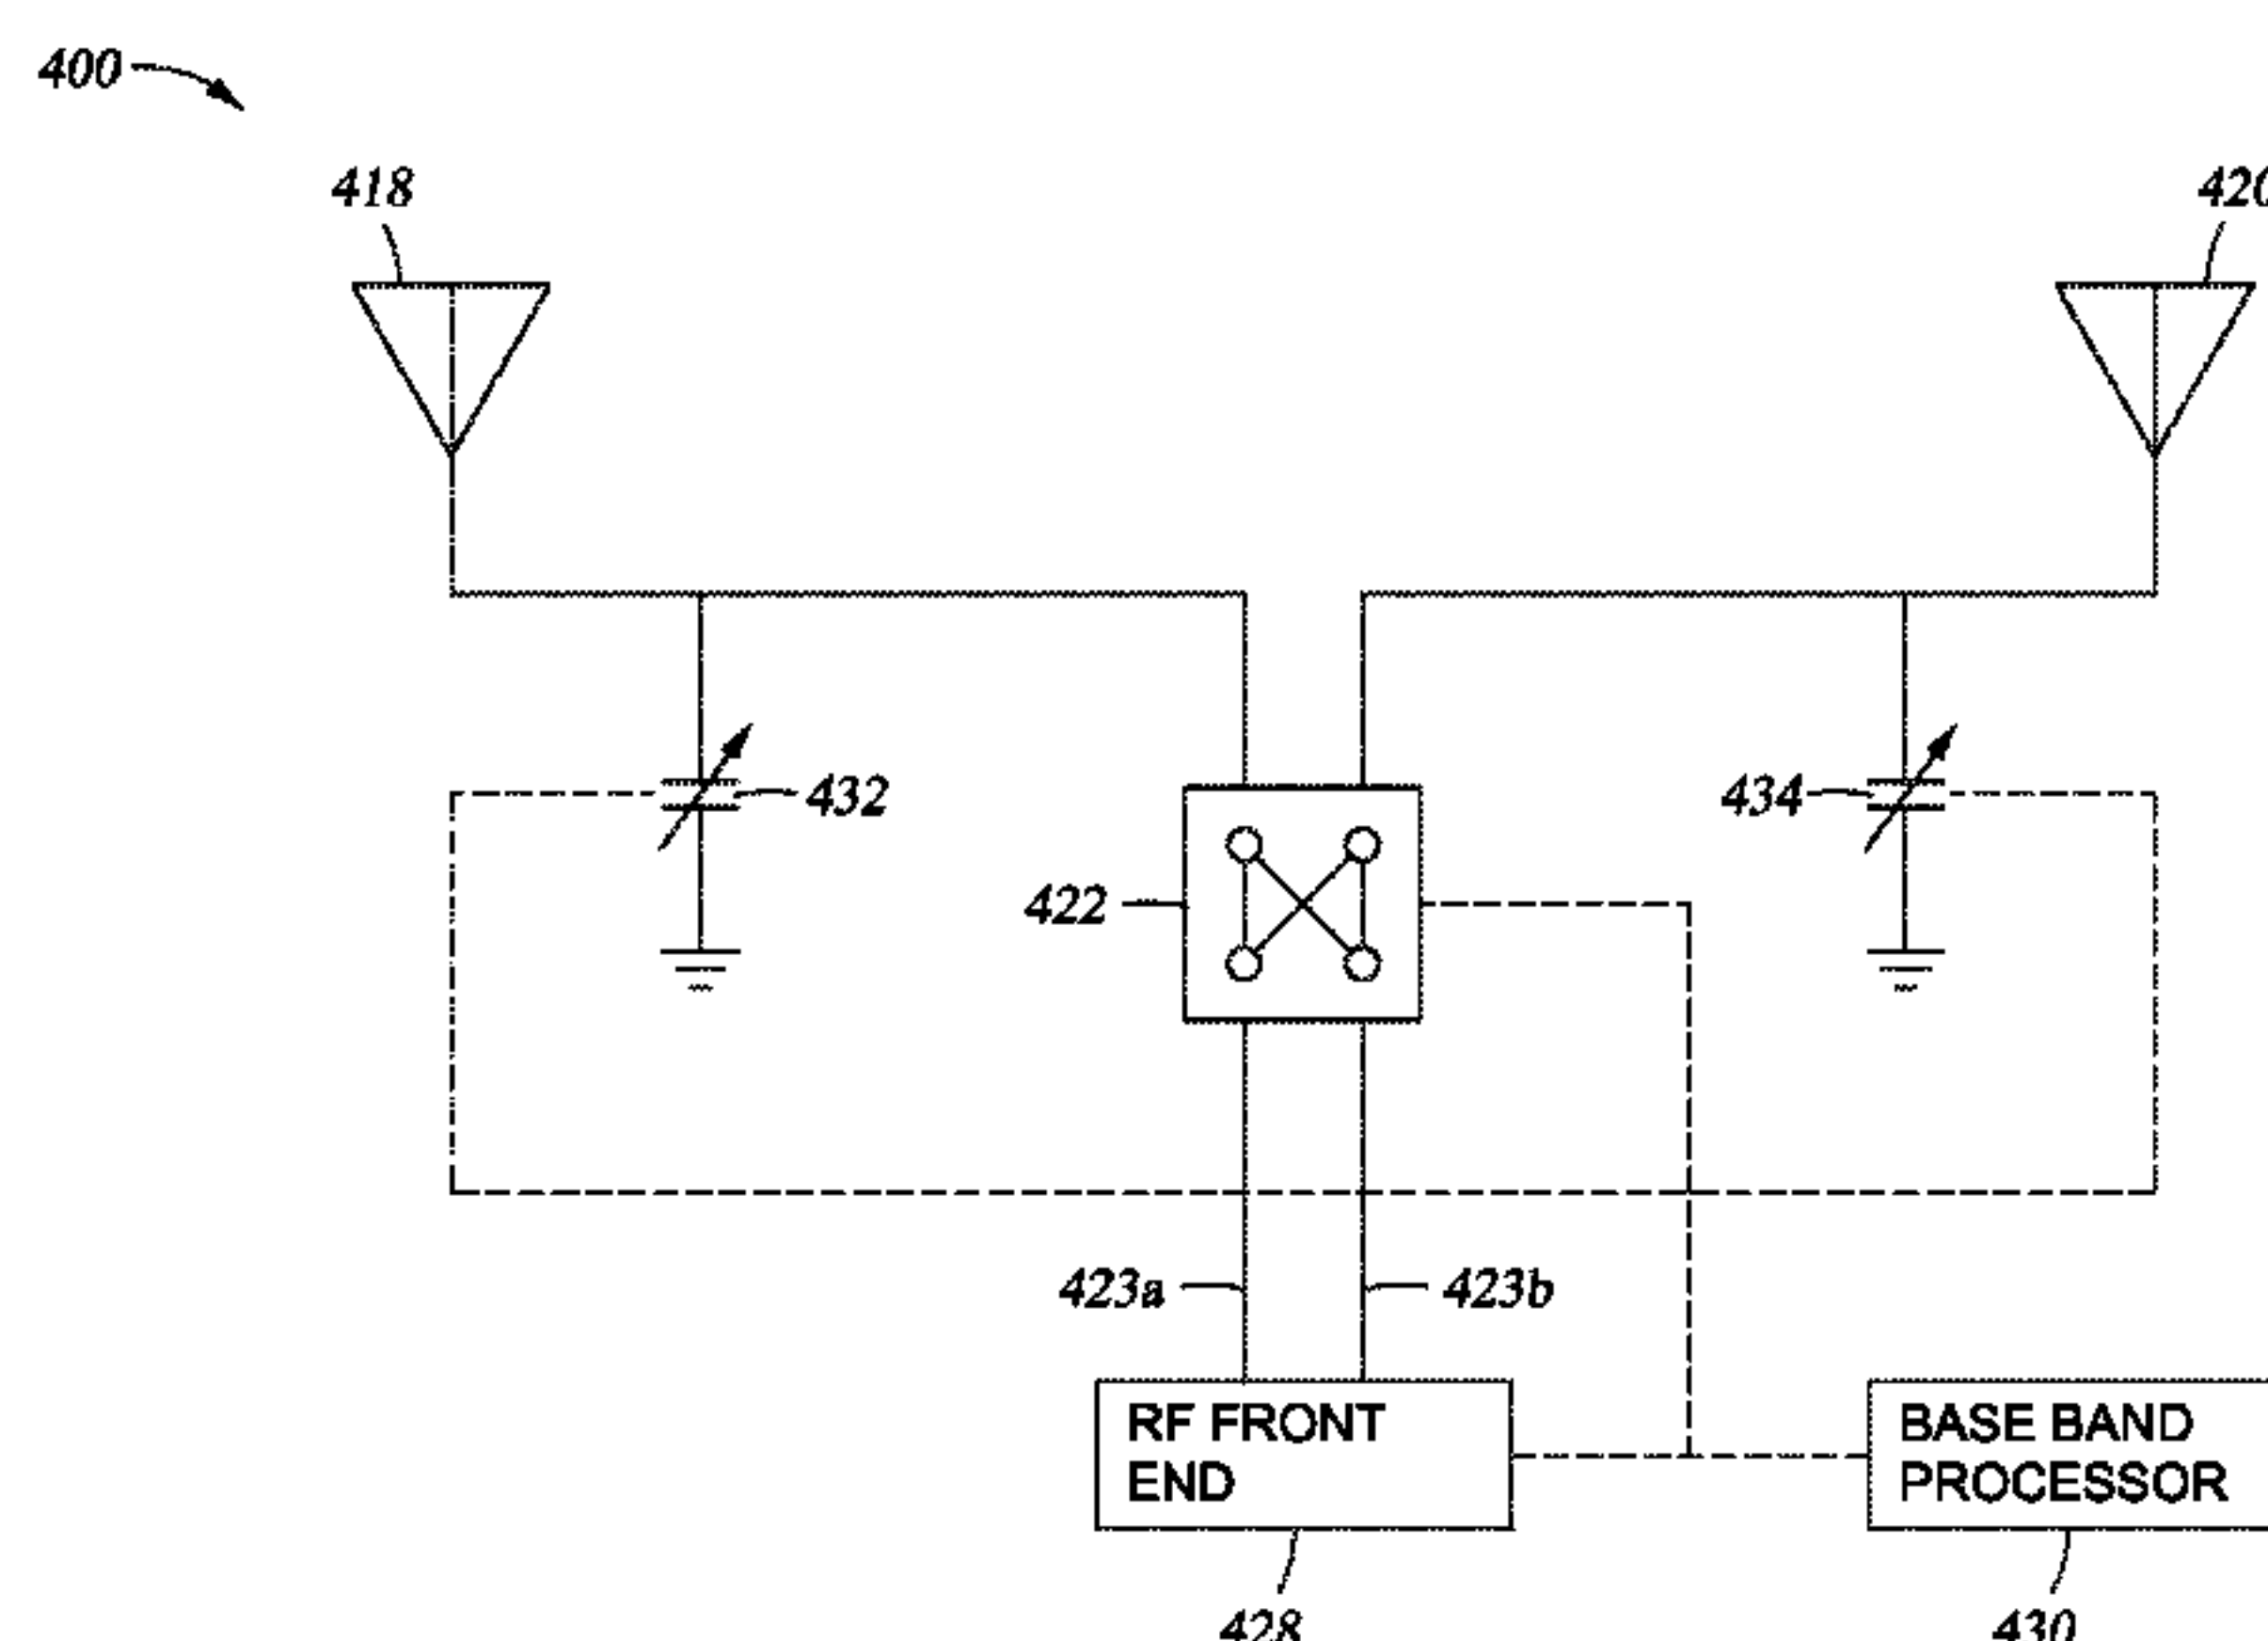 400
418
420
432
434
422
423a
423b
RF FRONT
END
BASE BAND
PROCESSOR
428
430